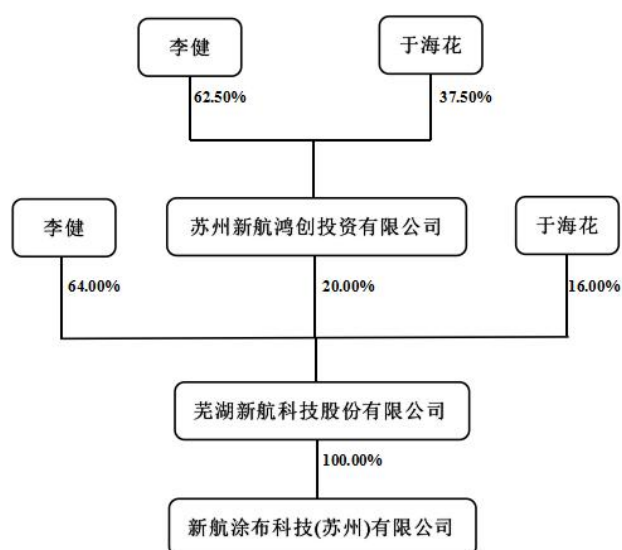 李健
于海花
62.50%
37.50%
李健
苏州新航鸿创投资有限公司
于海花
64.00%
20.00%
16.00%
芜湖新航科技股份有限公司
100.00%
新航涂布科技(苏州)有限公司